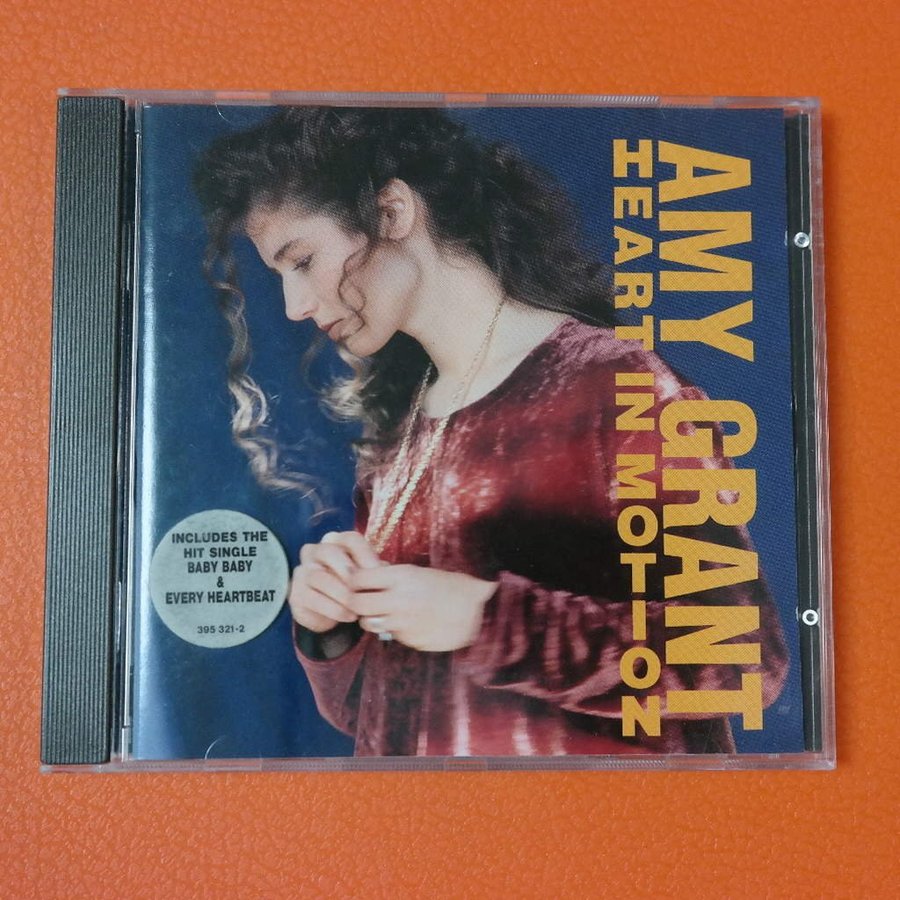 AMY GRANT
HEART IN MOTION
INCLUDES THE
HIT SINGLE
BABY BABY
&
EVERY HEARTBEAT
395 321-2